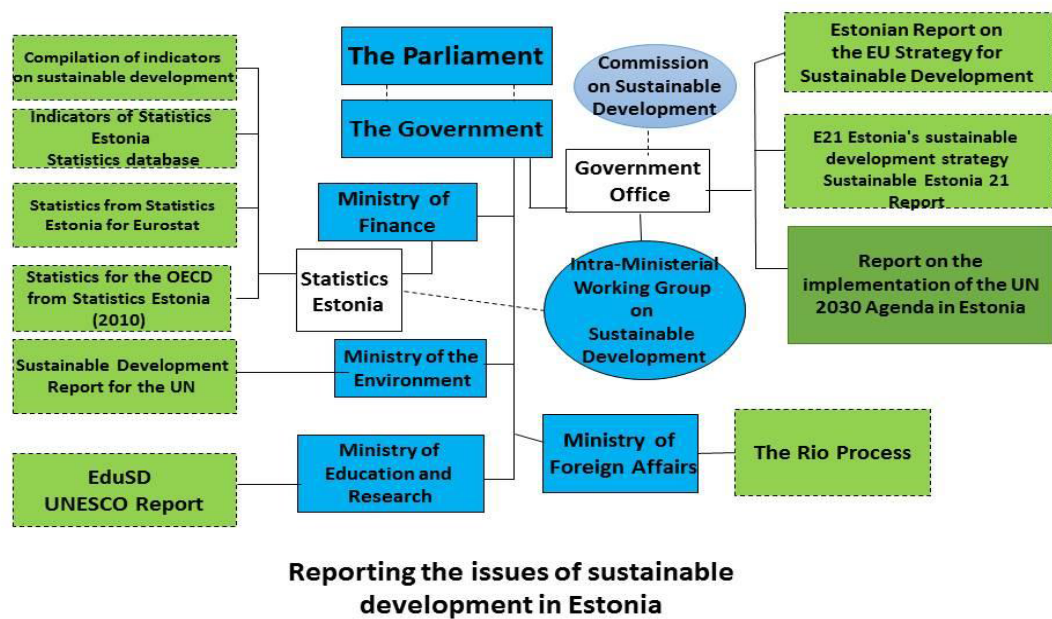 Compilation of indicators
on sustainable development
Indicators of Statistics
Estonia
Statistics database
Statistics from Statistics
Estonia for Eurostat
Statistics for the OECD
from Statistics Estonia
(2010)
Sustainable Development
Report for the UN
EduSD
UNESCO Report
The Parliament
The Government
Ministry of
Finance
Statistics
Estonia
Ministry of the
Environment
Ministry of
Education and
Research
Commission
on Sustainable
Development
Government
Office
Intra-Ministerial
Working Group
on
Sustainable
Development
Ministry of
Foreign Affairs
Estonian Report on
the EU Strategy for
Sustainable Development
E21 Estonia's sustainable
development strategy
Sustainable Estonia 21
Report
Report on the
implementation of the UN
2030 Agenda in Estonia
The Rio Process
Reporting the issues of sustainable
development in Estonia